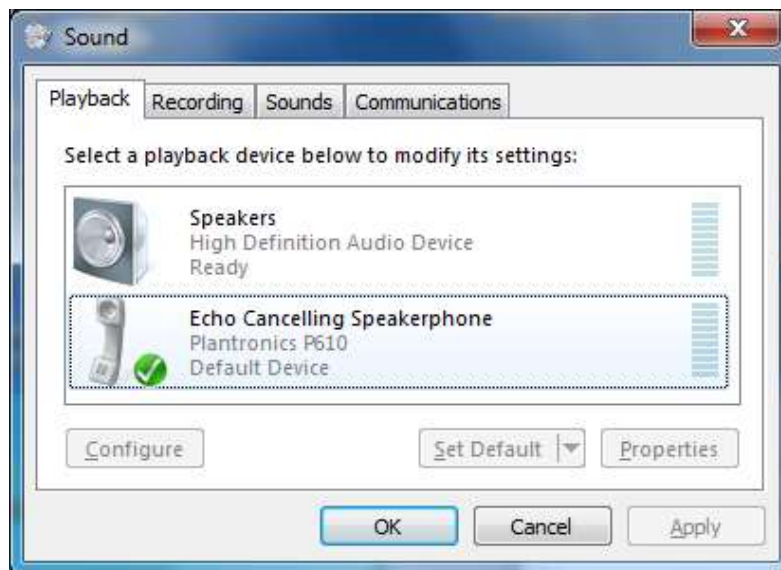 Sound
Playback Recording Sounds Communications
Select a playback device below to modify its settings:
Speakers
High Definition Audio Device
Ready
Echo Cancelling Speakerphone
Plantronics P610
Default Device
Configure Set Default Properties
OK Cancel Apply